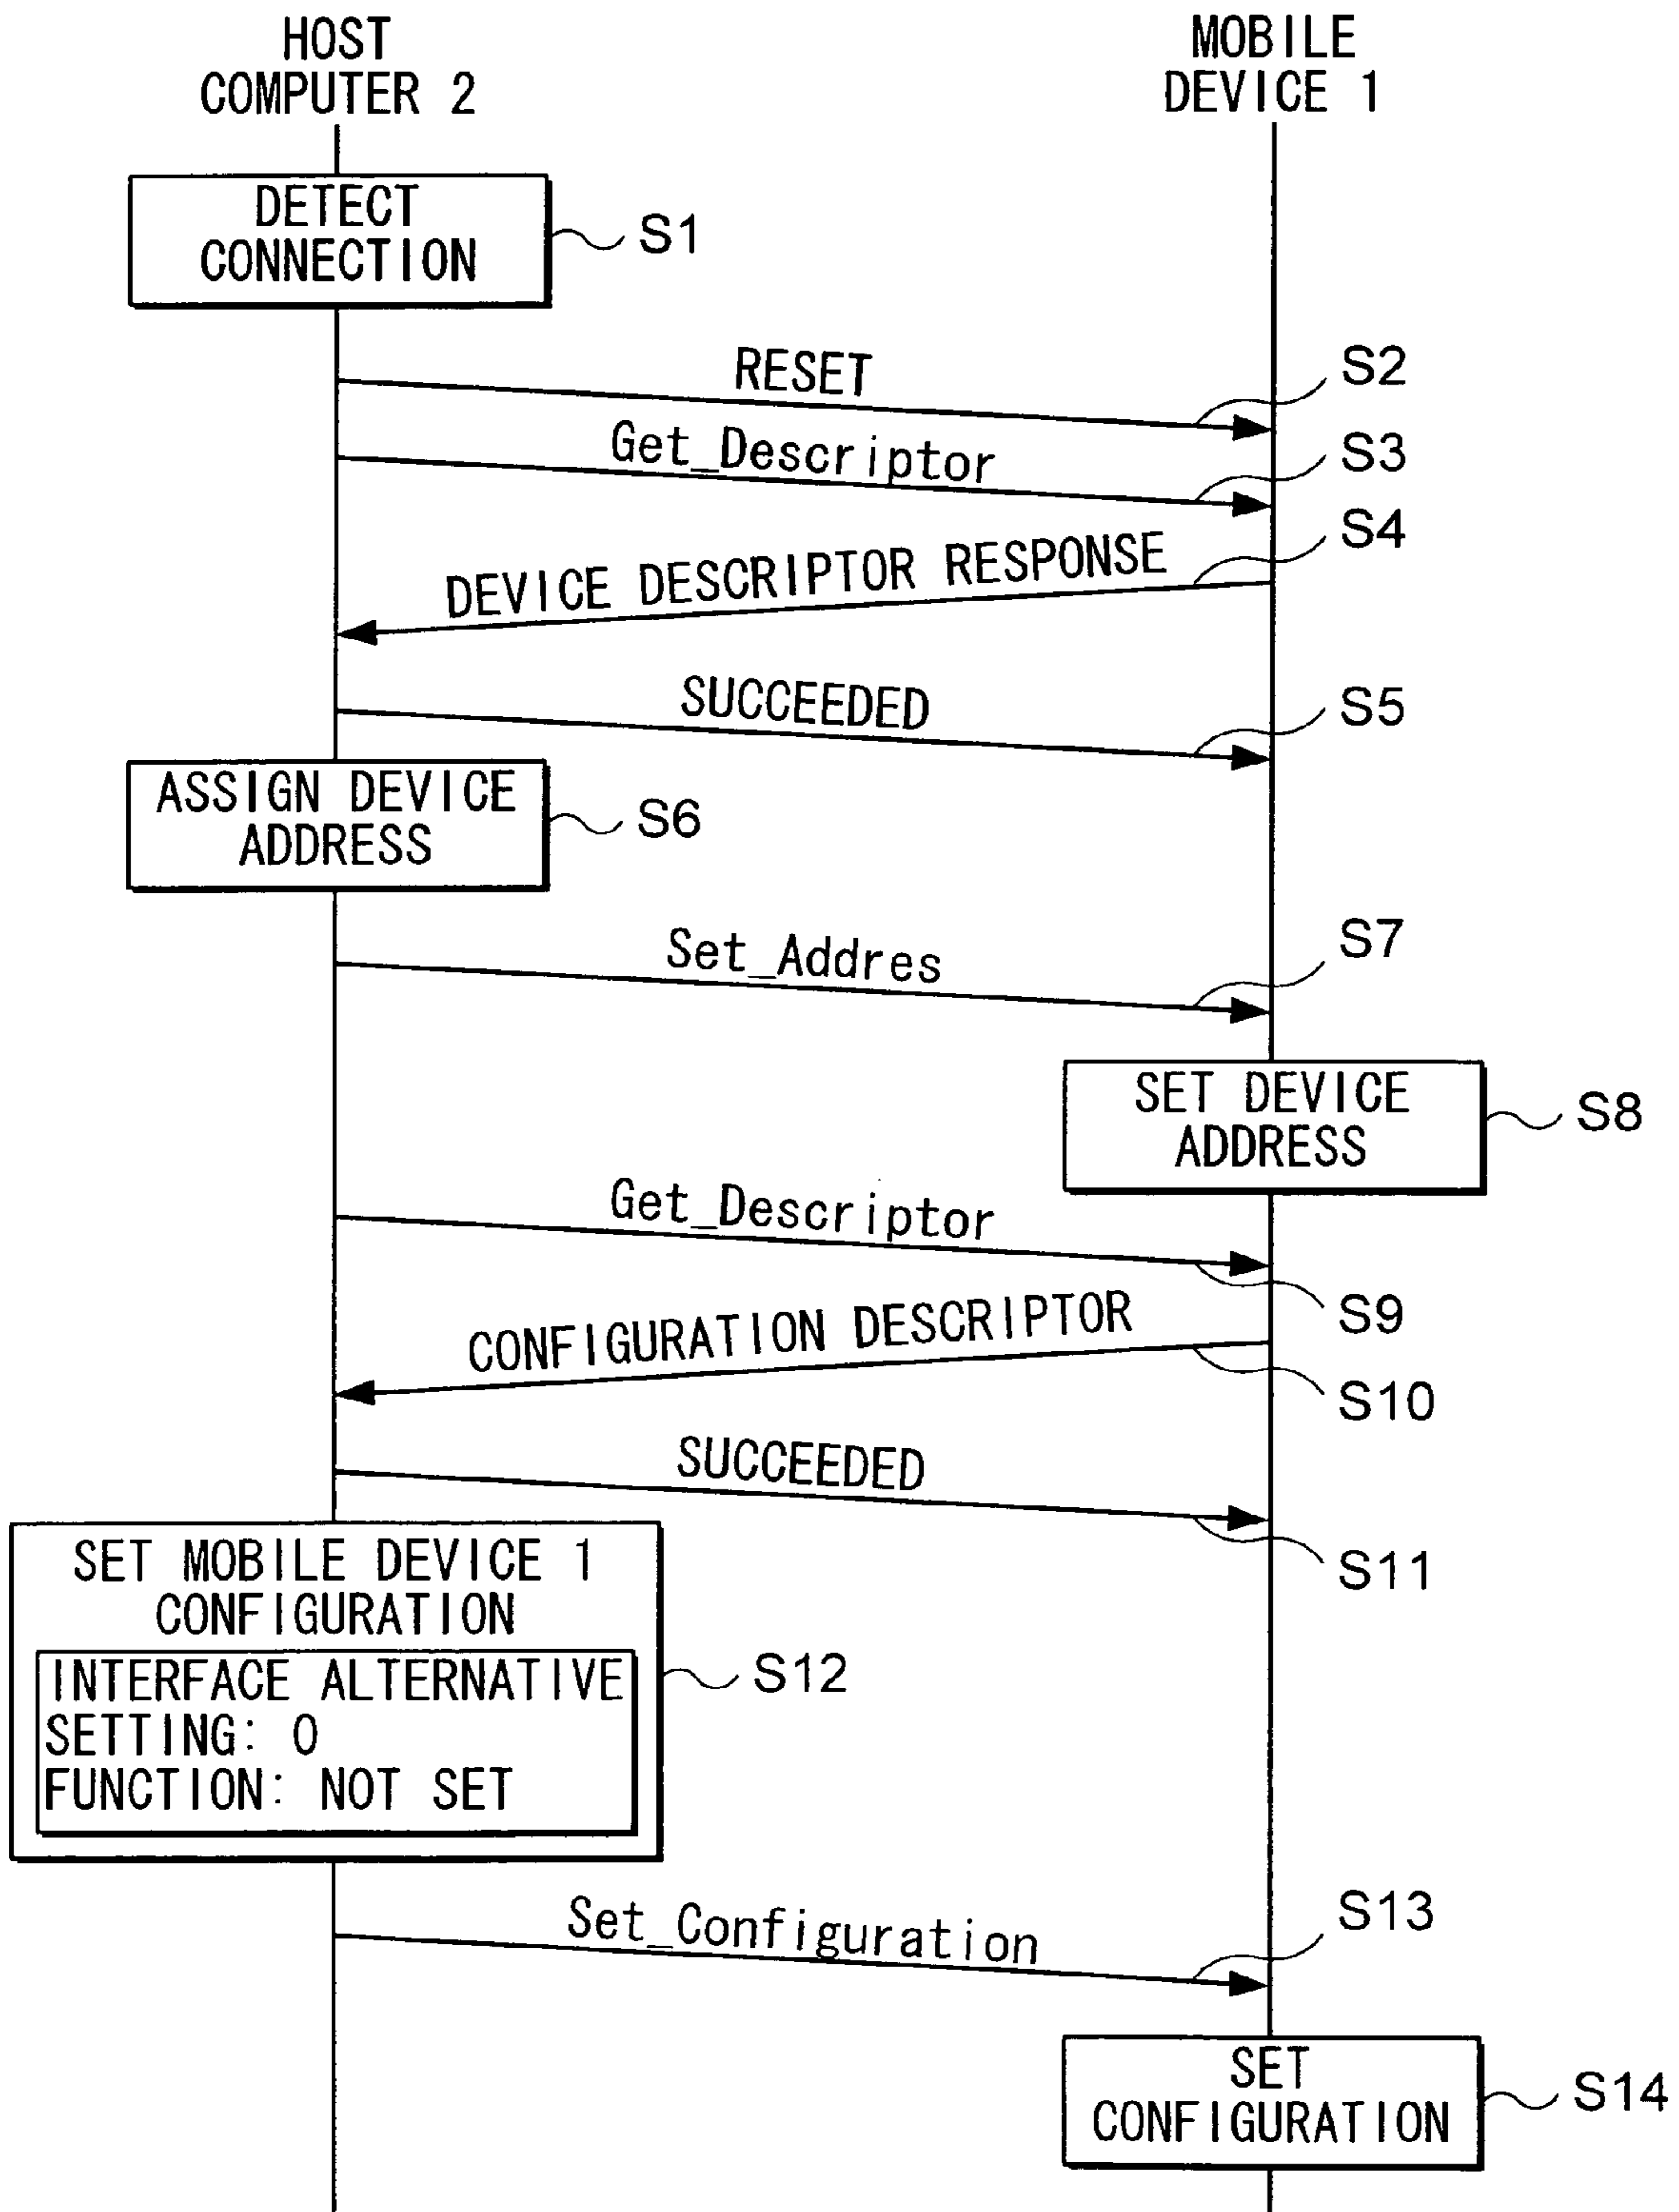 HOST
COMPUTER 2
MOBILE
DEVICE 1
DETECT
CONNECTION
S1
RESET
S2
Get_Descriptor
S3
DEVICE DESCRIPTOR RESPONSE
S4
SUCCEEDED
S5
ASSIGN DEVICE
ADDRESS
S6
Set_Addres
S7
SET DEVICE
ADDRESS
S8
Get_Descriptor
S9
CONFIGURATION DESCRIPTOR
S10
SUCCEEDED
S11
SET MOBILE DEVICE 1
CONFIGURATION
INTERFACE ALTERNATIVE
SETTING: 0
FUNCTION: NOT SET
S12
Set_Configuration
S13
SET
CONFIGURATION
S14